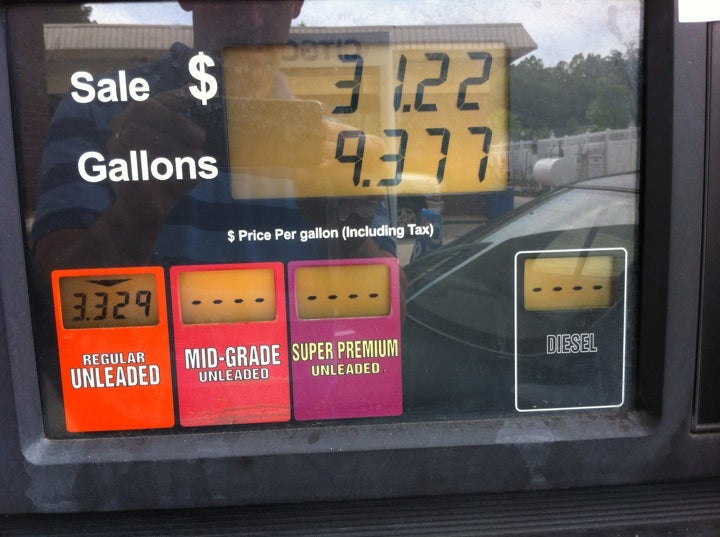 Sale $ 31.22
Gallons 9.377
$ Price Per gallon (Including Tax)
3.329
REGULAR
UNLEADED
- - - -
MID-GRADE
UNLEADED
- - - -
SUPER PREMIUM
UNLEADED
- - - -
DIESEL
CITGO